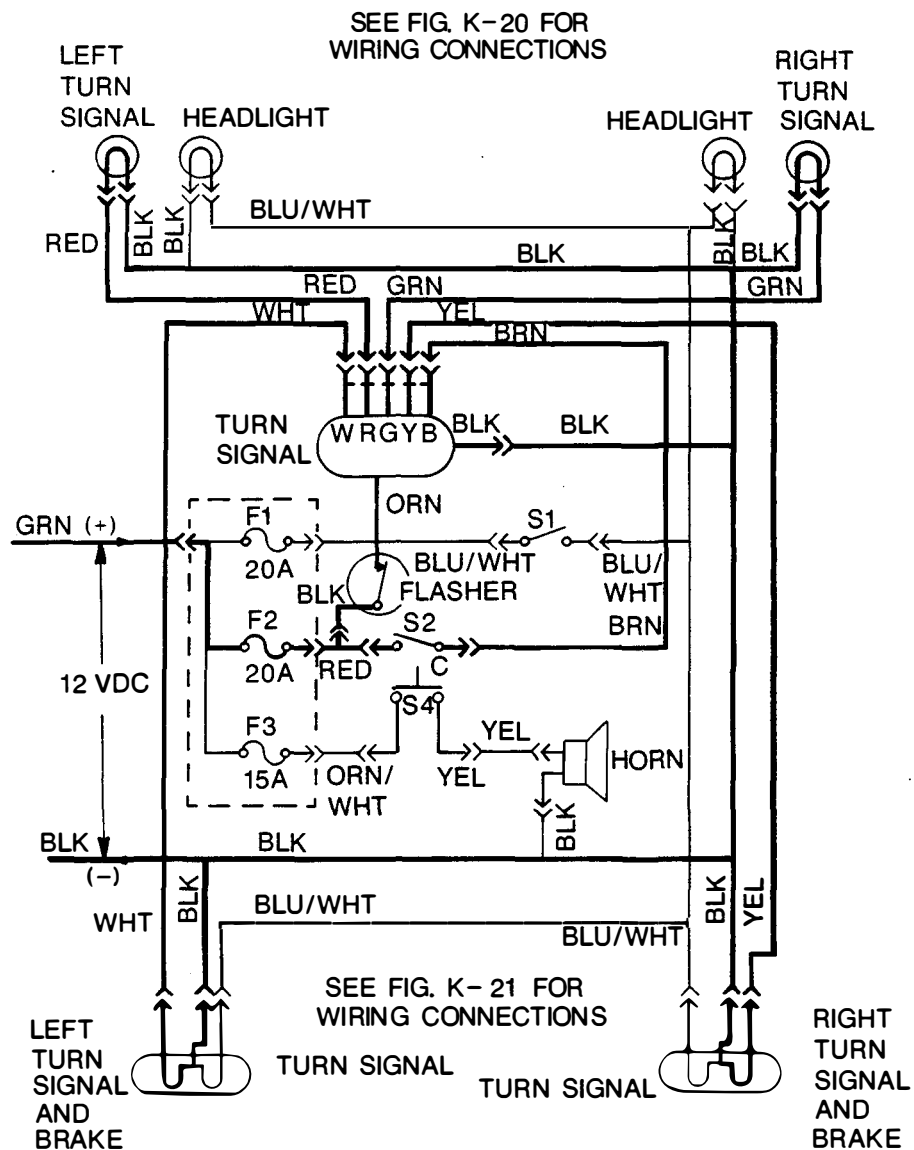 SEE FIG. K-20 FOR
WIRING CONNECTIONS
LEFT
TURN
SIGNAL
HEADLIGHT
HEADLIGHT
RIGHT
TURN
SIGNAL
BLU/WHT
RED
BLK
BLK
BLK
BLK
BLK
GRN
RED
GRN
WHT
YEL
BRN
TURN
SIGNAL
W R G Y B
BLK
BLK
ORN
GRN (+)
F1
20A
S1
BLU/WHT
BLU/
WHT
FLASHER
BLK
F2
20A
RED
S2
C
BRN
12 VDC
S4
F3
15A
ORN/
WHT
YEL
YEL
HORN
BLK
BLK
(-)
BLK
WHT
BLK
BLU/WHT
BLU/WHT
BLK
YEL
SEE FIG. K-21 FOR
WIRING CONNECTIONS
LEFT
TURN
SIGNAL
AND
BRAKE
TURN SIGNAL
TURN SIGNAL
RIGHT
TURN
SIGNAL
AND
BRAKE